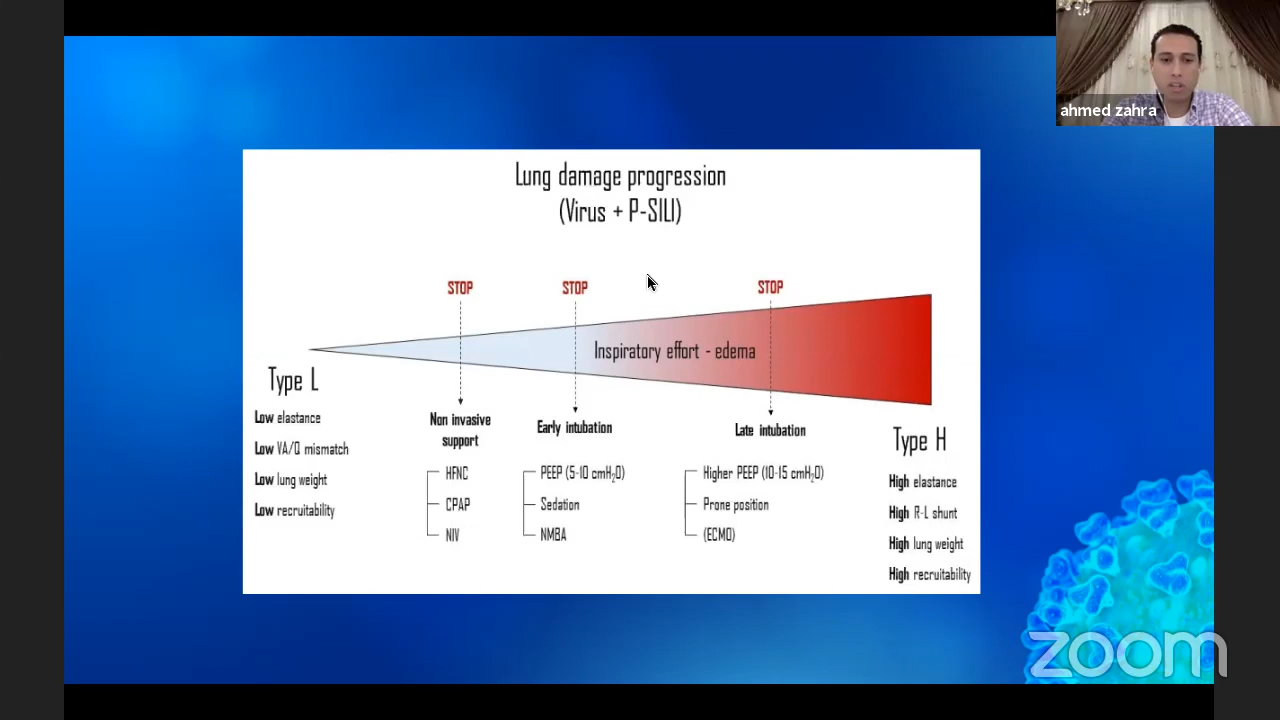 ahmed zahra
Lung damage progression
(Virus + P-SILI)
STOP
STOP
STOP
Inspiratory effort - edema
Type L
Low elastance
Low VA/Q mismatch
Low lung weight
Low recruitability
Non invasive
support
HFNC
CPAP
NIV
Early intubation
PEEP (5-10 cmH₂O)
Sedation
NMBA
Late intubation
Higher PEEP (10-15 cmH₂O)
Prone position
(ECMO)
Type H
High elastance
High R-L shunt
High lung weight
High recruitability
zoom